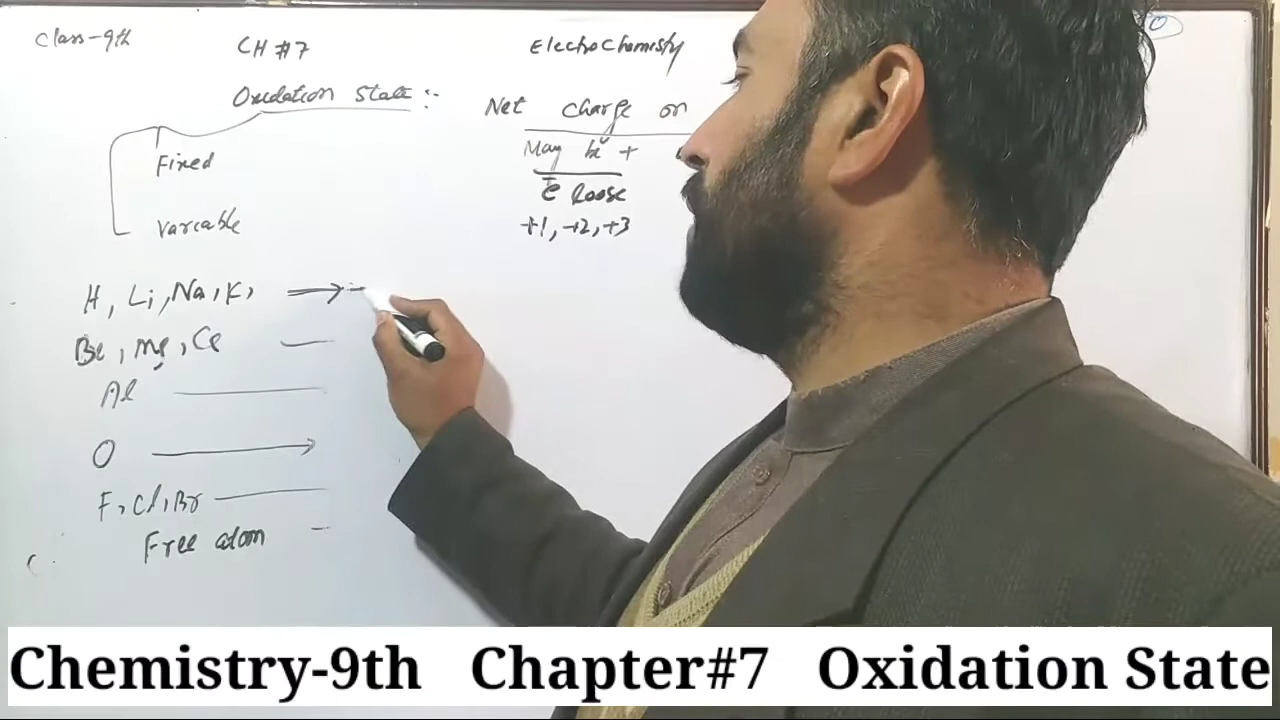 Class-9th
CH #7
Electrochemistry
Oxidation State :-
Net charge on
Fixed
May be +
ē loose
Variable
+1, +2, +3
H, Li, Na, K,
Be, Mg, Ca
Al
O
F, Cl, Br
Free atom
Chemistry-9th Chapter#7 Oxidation State